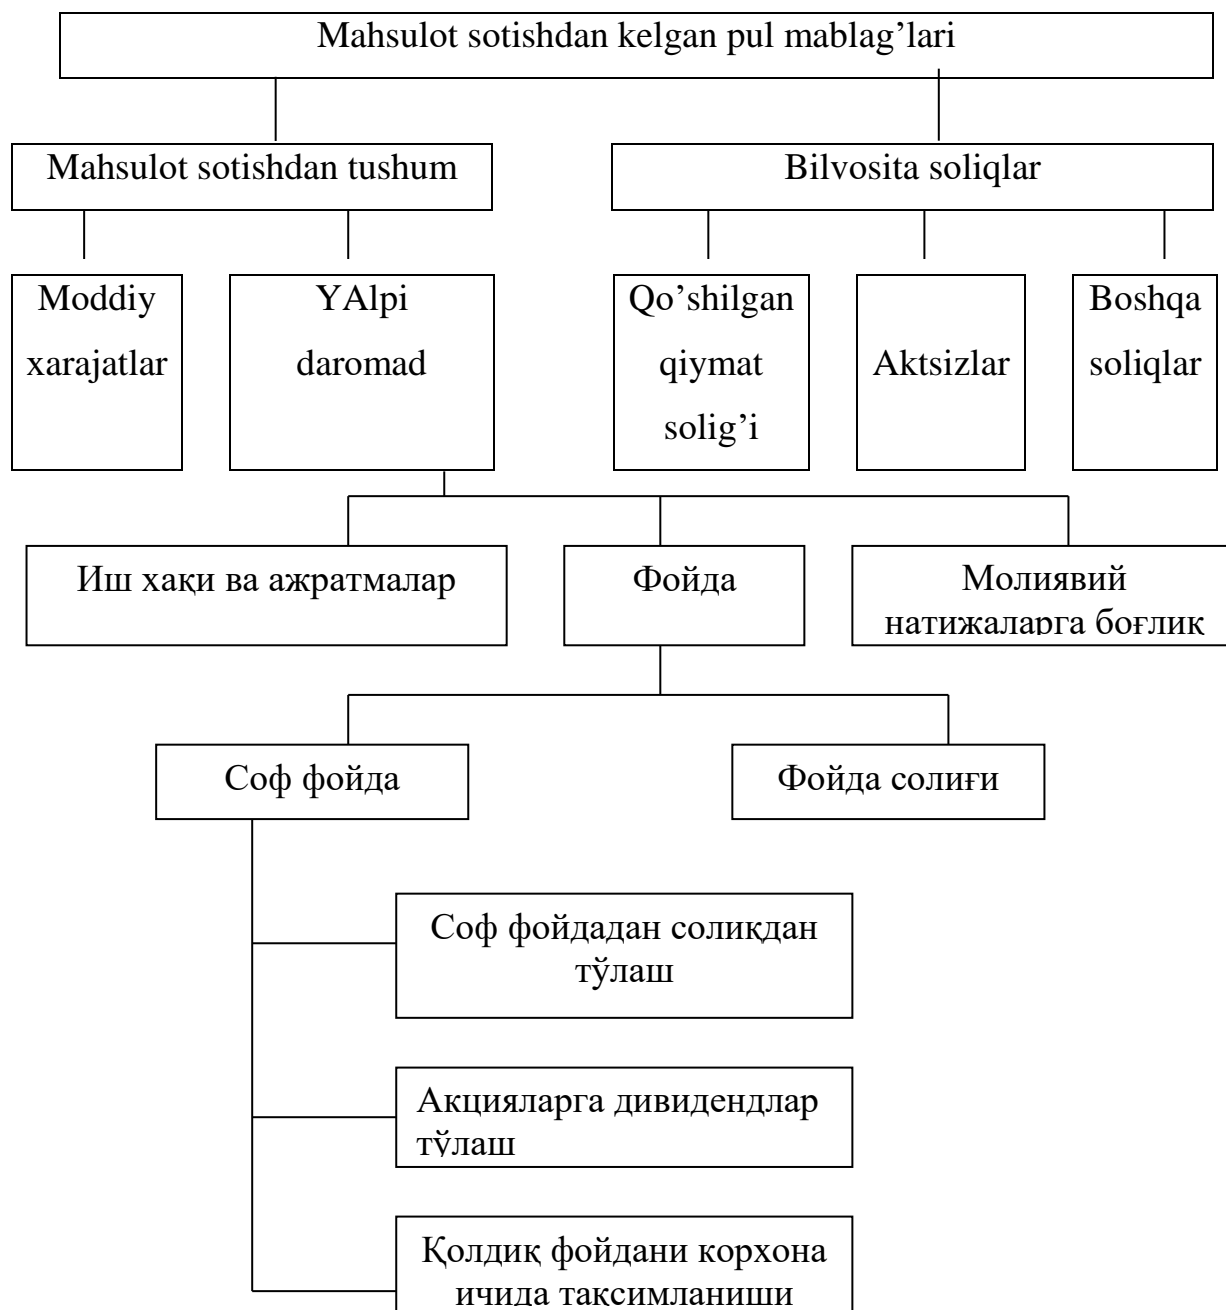 Mahsulot sotishdan kelgan pul mablag’lari
Mahsulot sotishdan tushum
Bilvosita soliqlar
Moddiy
xarajatlar
YAlpi
daromad
Qo’shilgan
qiymat
solig’i
Aktsizlar
Boshqa
soliqlar
Иш хақи ва ажратмалар
Фойда
Молиявий
натижаларга боғлиқ
Соф фойда
Фойда солиғи
Соф фойдадан солиқдан
тўлаш
Акцияларга дивидендлар
тўлаш
Қолдиқ фойдани корхона
ичида тақсимланиши